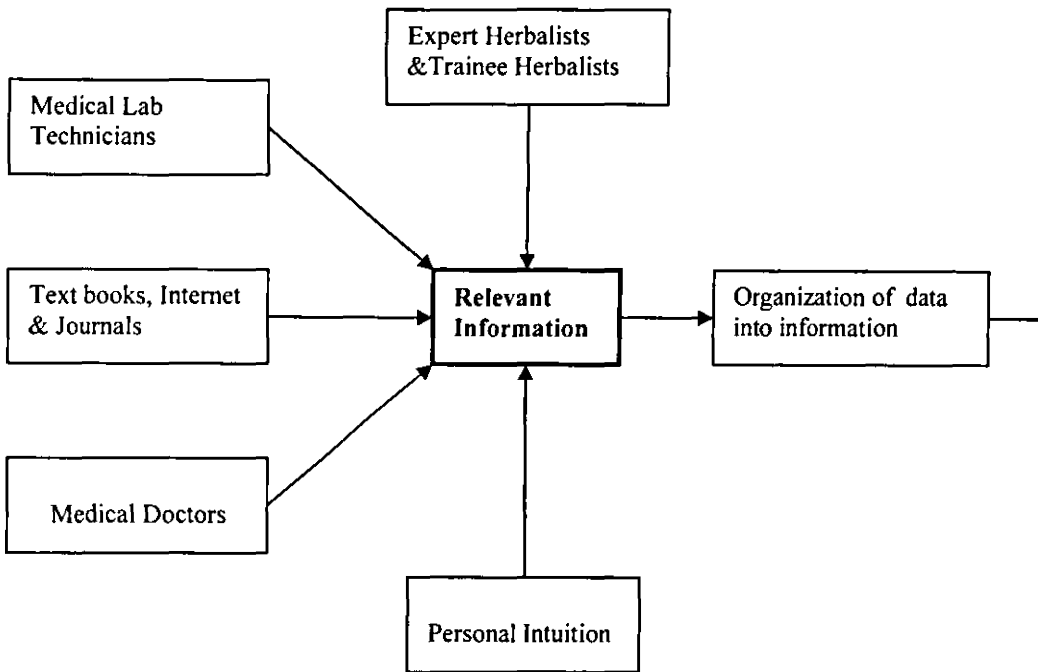 Expert Herbalists
&Trainee Herbalists
Medical Lab
Technicians
Text books, Internet
& Journals
Relevant
Information
Organization of data
into information
Medical Doctors
Personal Intuition